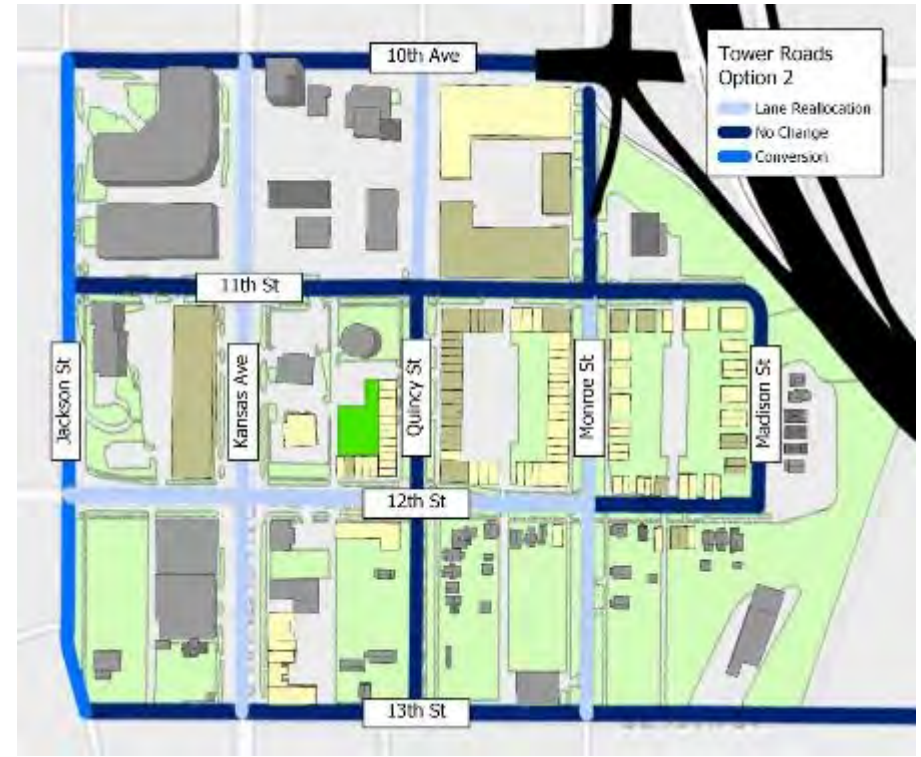 10th Ave
Tower Roads
Option 2
Lane Reallocation
No Change
Conversion
11th St
Jackson St
Kansas Ave
Quincy St
Monroe St
Madison St
12th St
13th St